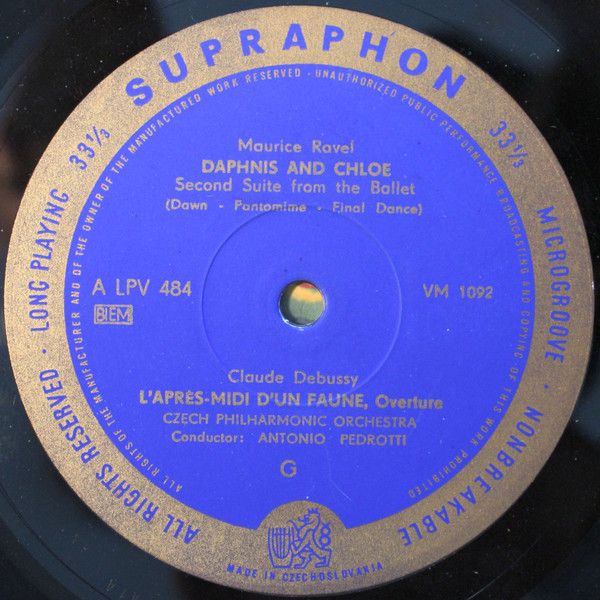 SUPRAPHON
33⅓
33⅓
LONG PLAYING
MICROGROOVE
ALL RIGHTS RESERVED
NONBREAKABLE
ALL RIGHTS OF THE MANUFACTURER AND OF THE OWNER OF THE MANUFACTURED WORK RESERVED · UNAUTHORIZED PUBLIC PERFORMANCE BROADCASTING AND COPYING OF THIS WORK PROHIBITED
Maurice Ravel
DAPHNIS AND CHLOE
Second Suite from the Ballet
(Dawn - Pantomime - Final Dance)
A LPV 484
VM 1092
BIEM
Claude Debussy
L'APRÈS-MIDI D'UN FAUNE, Overture
CZECH PHILHARMONIC ORCHESTRA
Conductor: ANTONIO PEDROTTI
G
MADE IN CZECHOSLOVAKIA